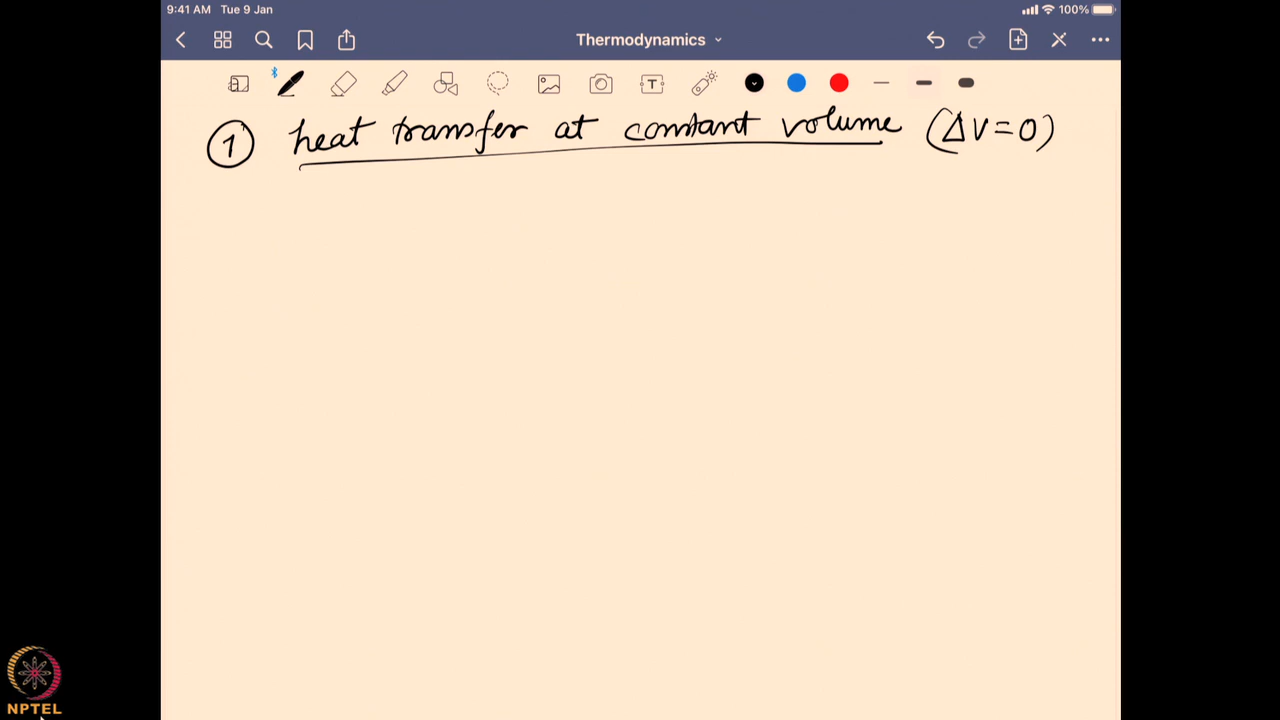 9:41 AM Tue 9 Jan 100%
Thermodynamics
T
① heat transfer at constant volume (ΔV=0)
NPTEL